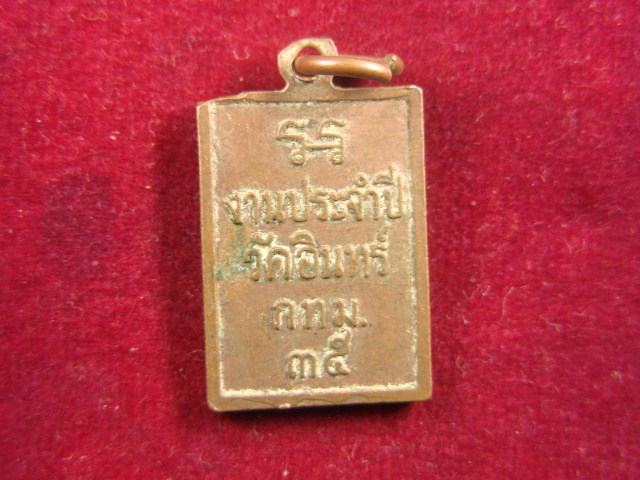 งานประจำปี
วัดอินทร์
กทม.
๓๕